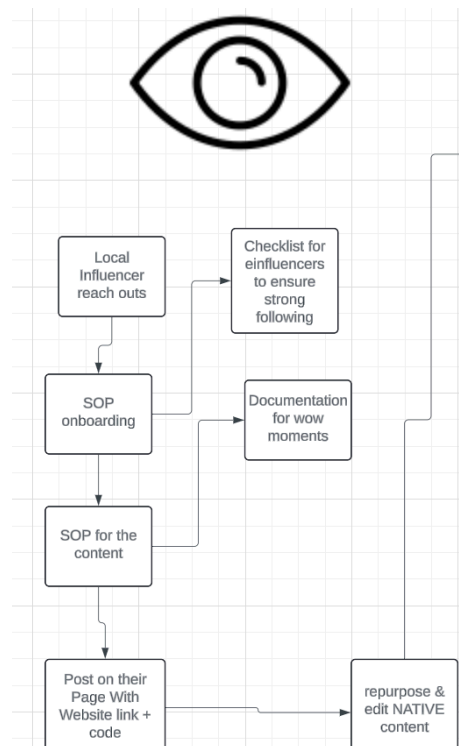 Local
Influencer
reach outs
Checklist for
einfluencers
to ensure
strong
following
SOP
onboarding
Documentation
for wow
moments
SOP for the
content
Post on their
Page With
Website link +
code
repurpose &
edit NATIVE
content